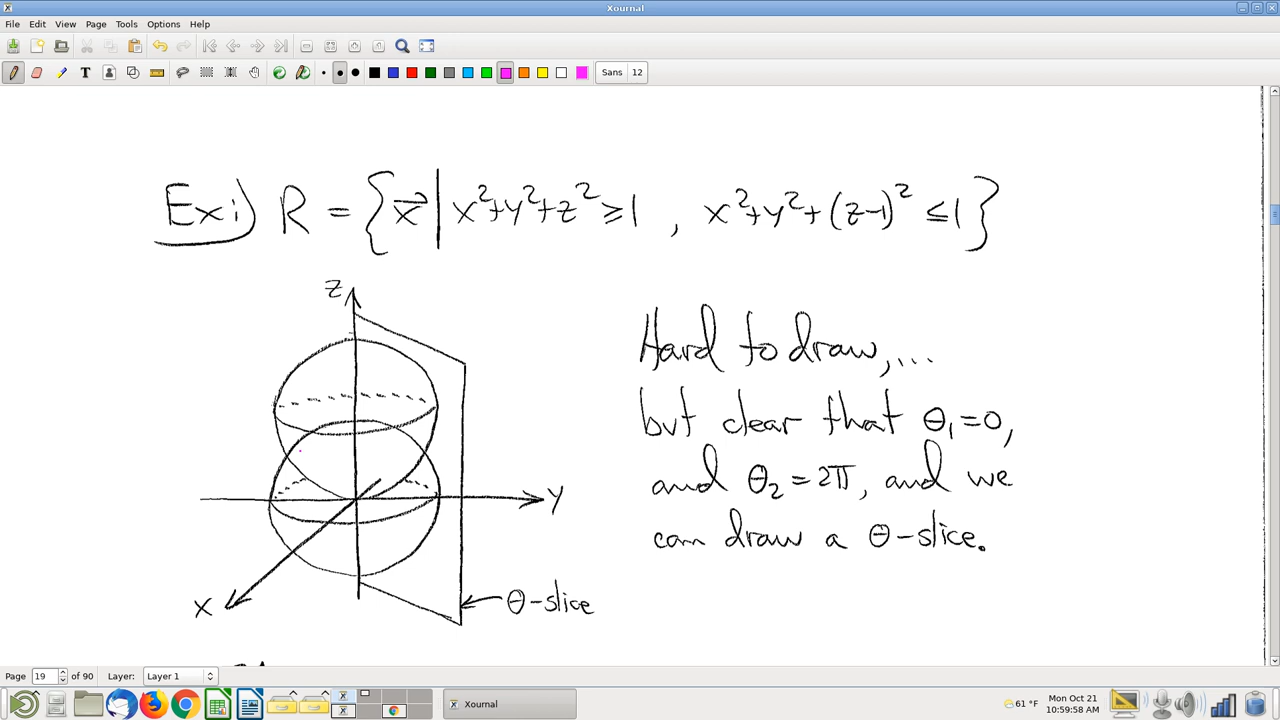 Xournal
File Edit View Page Tools Options Help
Sans 12
Ex:) R = {x⃗ | x²+y²+z² ≥ 1 , x²+y²+(z-1)² ≤ 1}
z
Hard to draw,...
but clear that θ₁=0,
and θ₂=2π, and we
can draw a θ-slice.
y
x
θ-slice
Page 19 of 90 Layer: Layer 1
Xournal
61 °F
Mon Oct 21
10:59:58 AM